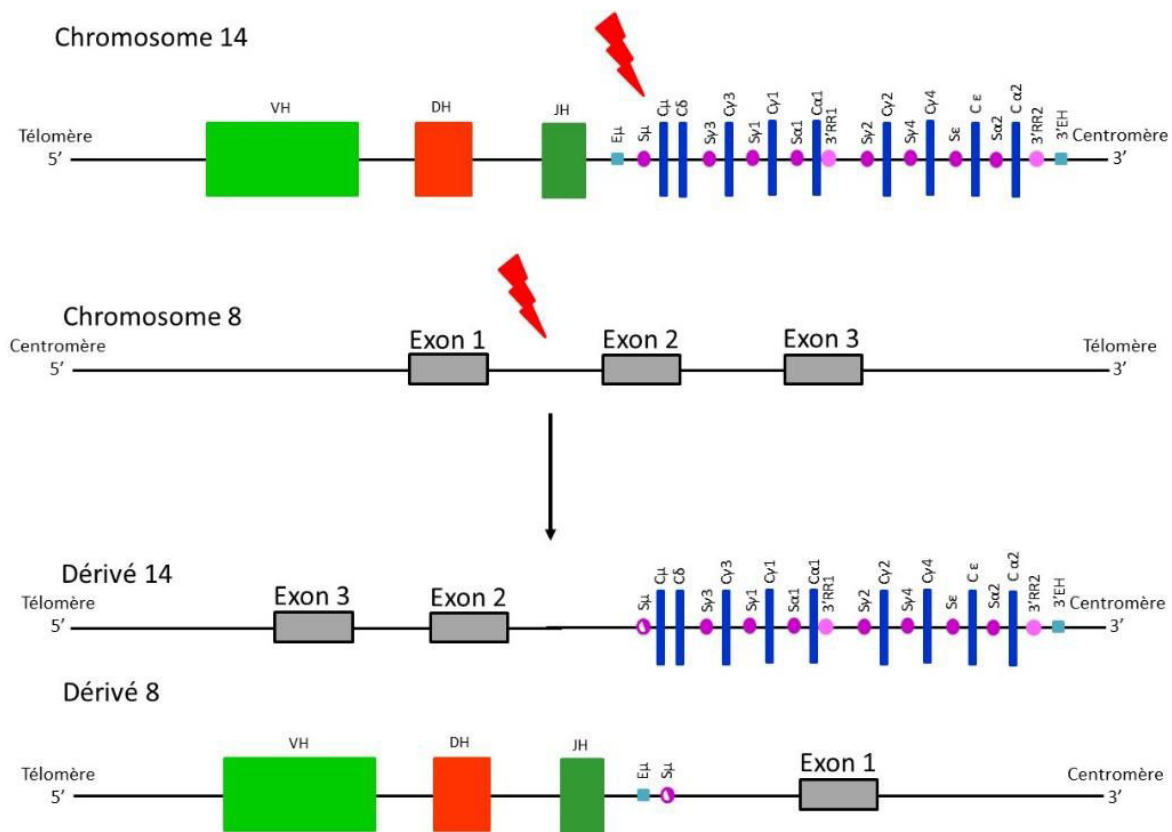 Chromosome 14
VH DH JH Eμ Sμ Cμ Cδ Sγ3 Cγ3 Sγ1 Cγ1 Sα1 Cα1 3'RR1 Sγ2 Cγ2 Sγ4 Cγ4 Sε C ε Sα2 C α2 3'RR2 3'EH
Télomère Centromère
5' 3'
Chromosome 8
Exon 1 Exon 2 Exon 3
Centromère Télomère
5' 3'
Dérivé 14
Exon 3 Exon 2 Sμ Cμ Cδ Sγ3 Cγ3 Sγ1 Cγ1 Sα1 Cα1 3'RR1 Sγ2 Cγ2 Sγ4 Cγ4 Sε C ε Sα2 C α2 3'RR2 3'EH
Télomère Centromère
5' 3'
Dérivé 8
VH DH JH Eμ Sμ Exon 1
Télomère Centromère
5' 3'